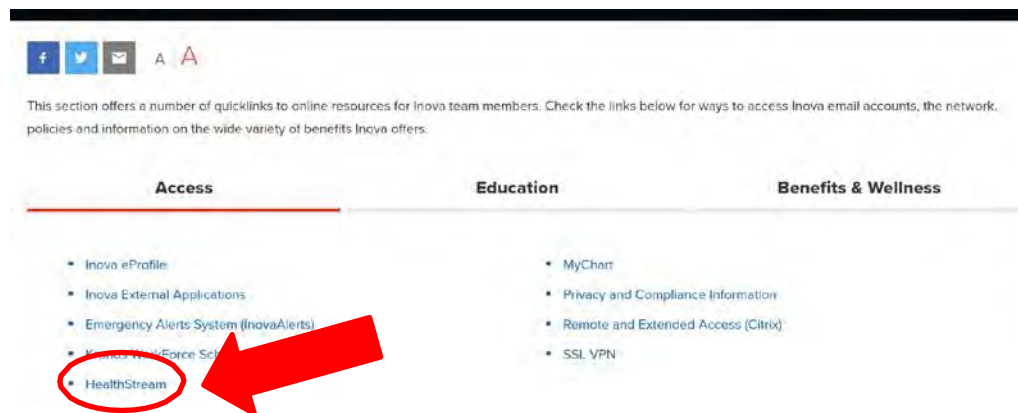 f
A A
This section offers a number of quicklinks to online resources for Inova team members. Check the links below for ways to access Inova email accounts, the network,
policies and information on the wide variety of benefits Inova offers.
Access Education Benefits & Wellness
Inova eProfile
Inova External Applications
Emergency Alerts System (InovaAlerts)
Kronos WorkForce
HealthStream
MyChart
Privacy and Compliance Information
Remote and Extended Access (Citrix)
SSL VPN